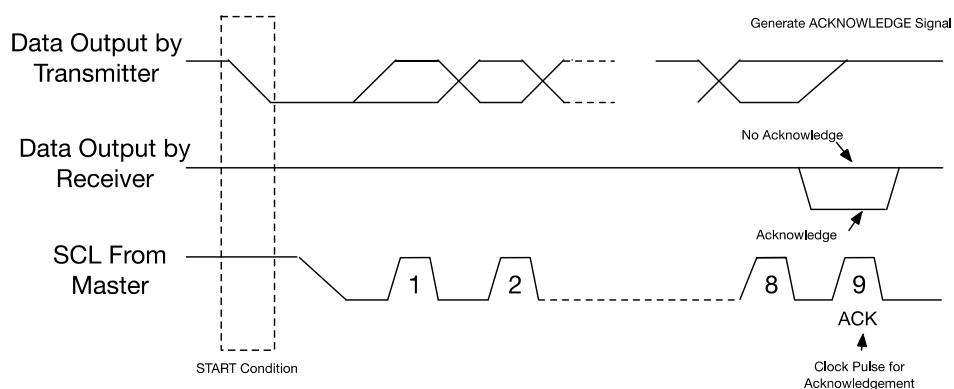 Generate ACKNOWLEDGE Signal
Data Output by
Transmitter
No Acknowledge
Data Output by
Receiver
Acknowledge
SCL From
Master
1
2
8
9
ACK
START Condition
Clock Pulse for
Acknowledgement